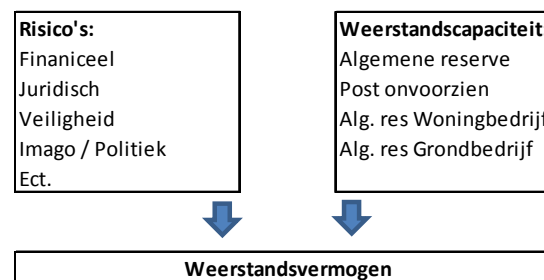 Risico's:
Finaniceel
Juridisch
Veiligheid
Imago / Politiek
Ect.
Weerstandscapaciteit
Algemene reserve
Post onvoorzien
Alg. res Woningbedrijf
Alg. res Grondbedrijf
Weerstandsvermogen